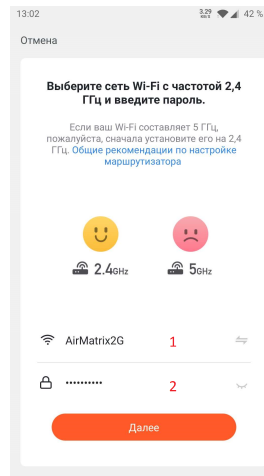 13:02
3.29
KB/S
42 %
Отмена
Выберите сеть Wi-Fi с частотой 2,4
ГГц и введите пароль.
Если ваш Wi-Fi составляет 5 ГГц,
пожалуйста, сначала установите его на 2,4
ГГц. Общие рекомендации по настройке
маршрутизатора
2.4GHz
5GHz
AirMatrix2G
1
••••••••••
2
Далее